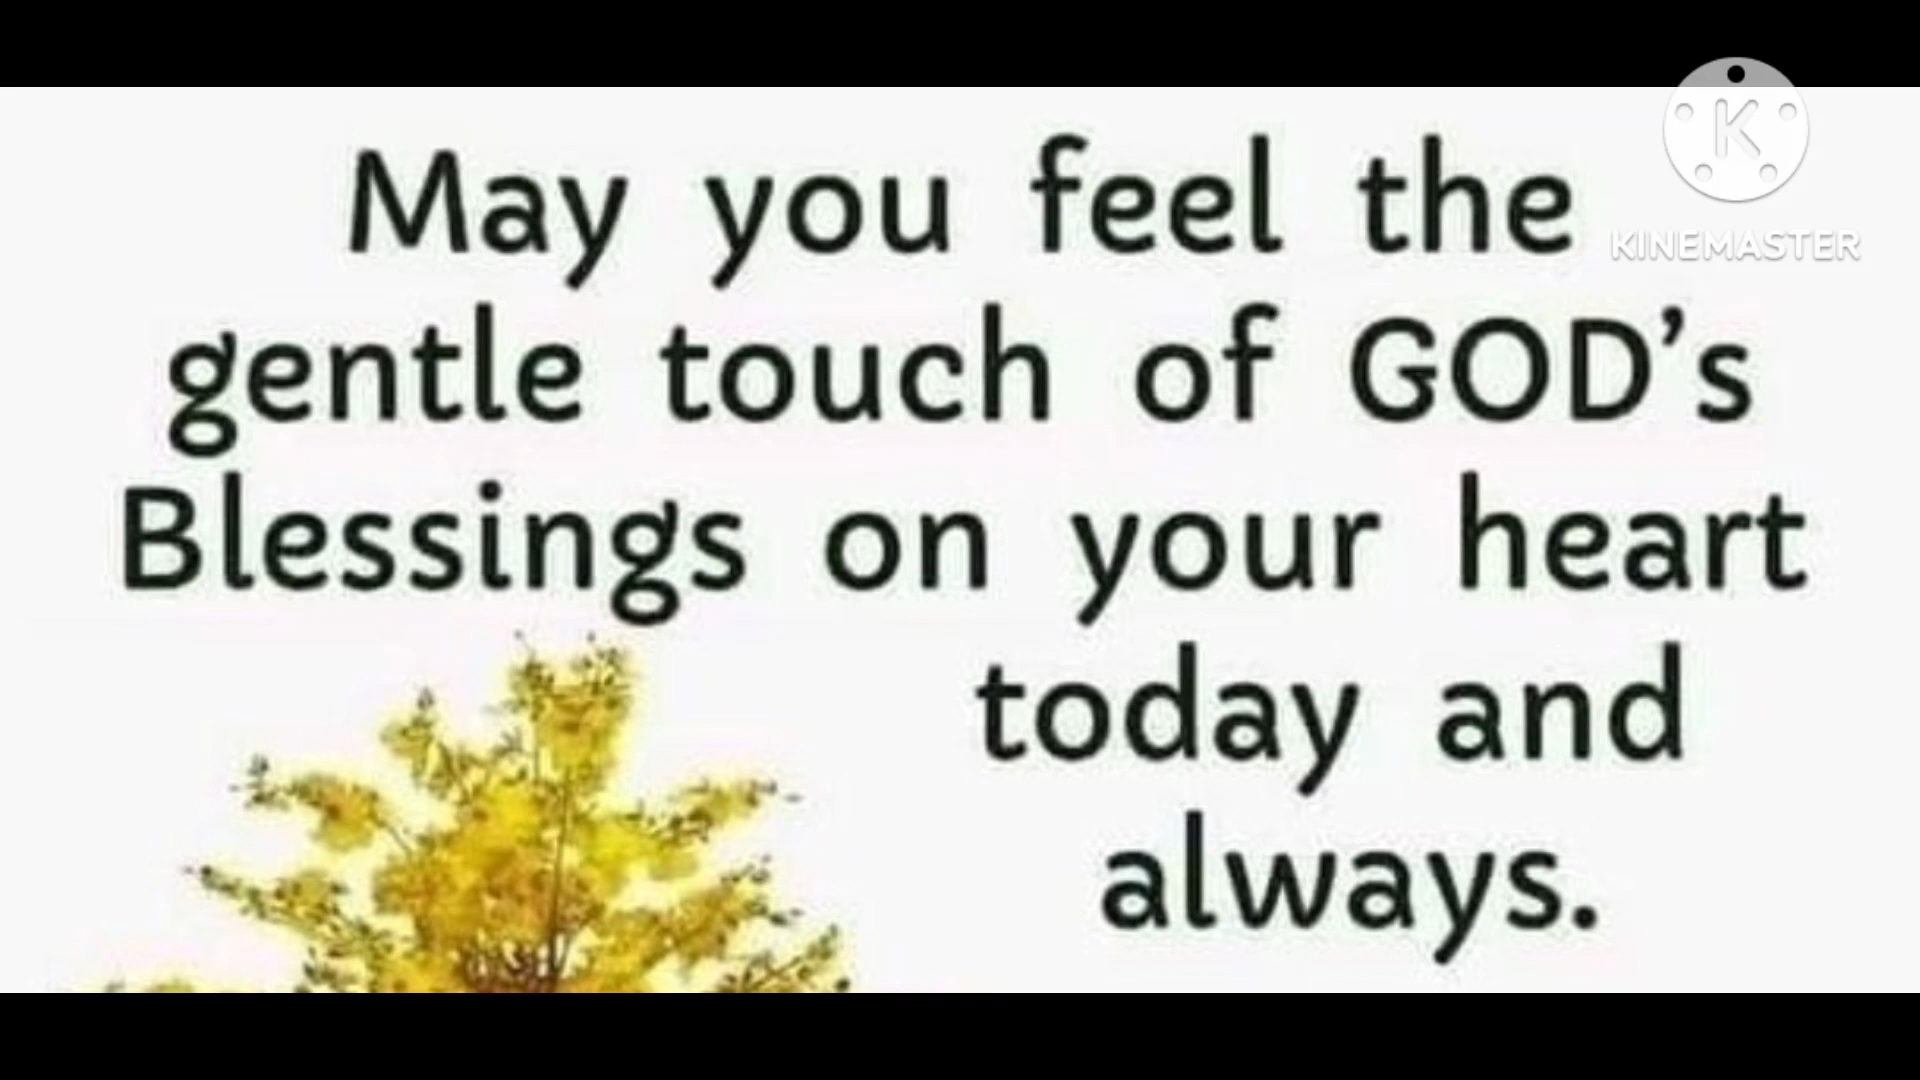 May you feel the
gentle touch of GOD's
Blessings on your heart
today and
always.
K
KINEMASTER